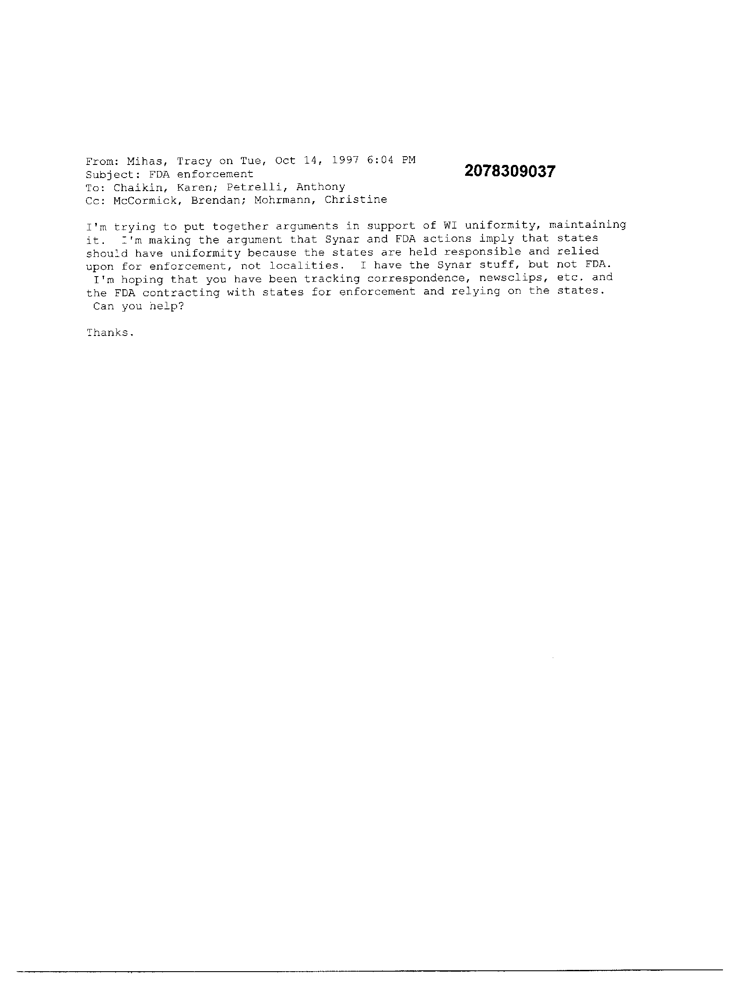 From: Mihas, Tracy on Tue, Oct 14, 1997 6:04 PM
2078309037
Subject: FDA enforcement
To: Chaikin, Karen; Petrelli, Anthony
Cc: McCormick, Brendan; Mohrmann, Christine
I'm trying to put together arguments in support of WI uniformity, maintaining
it.  I'm making the argument that Synar and FDA actions imply that states
should have uniformity because the states are held responsible and relied
upon for enforcement, not localities.  I have the Synar stuff, but not FDA.
I'm hoping that you have been tracking correspondence, newsclips, etc. and
the FDA contracting with states for enforcement and relying on the states.
Can you help?
Thanks.